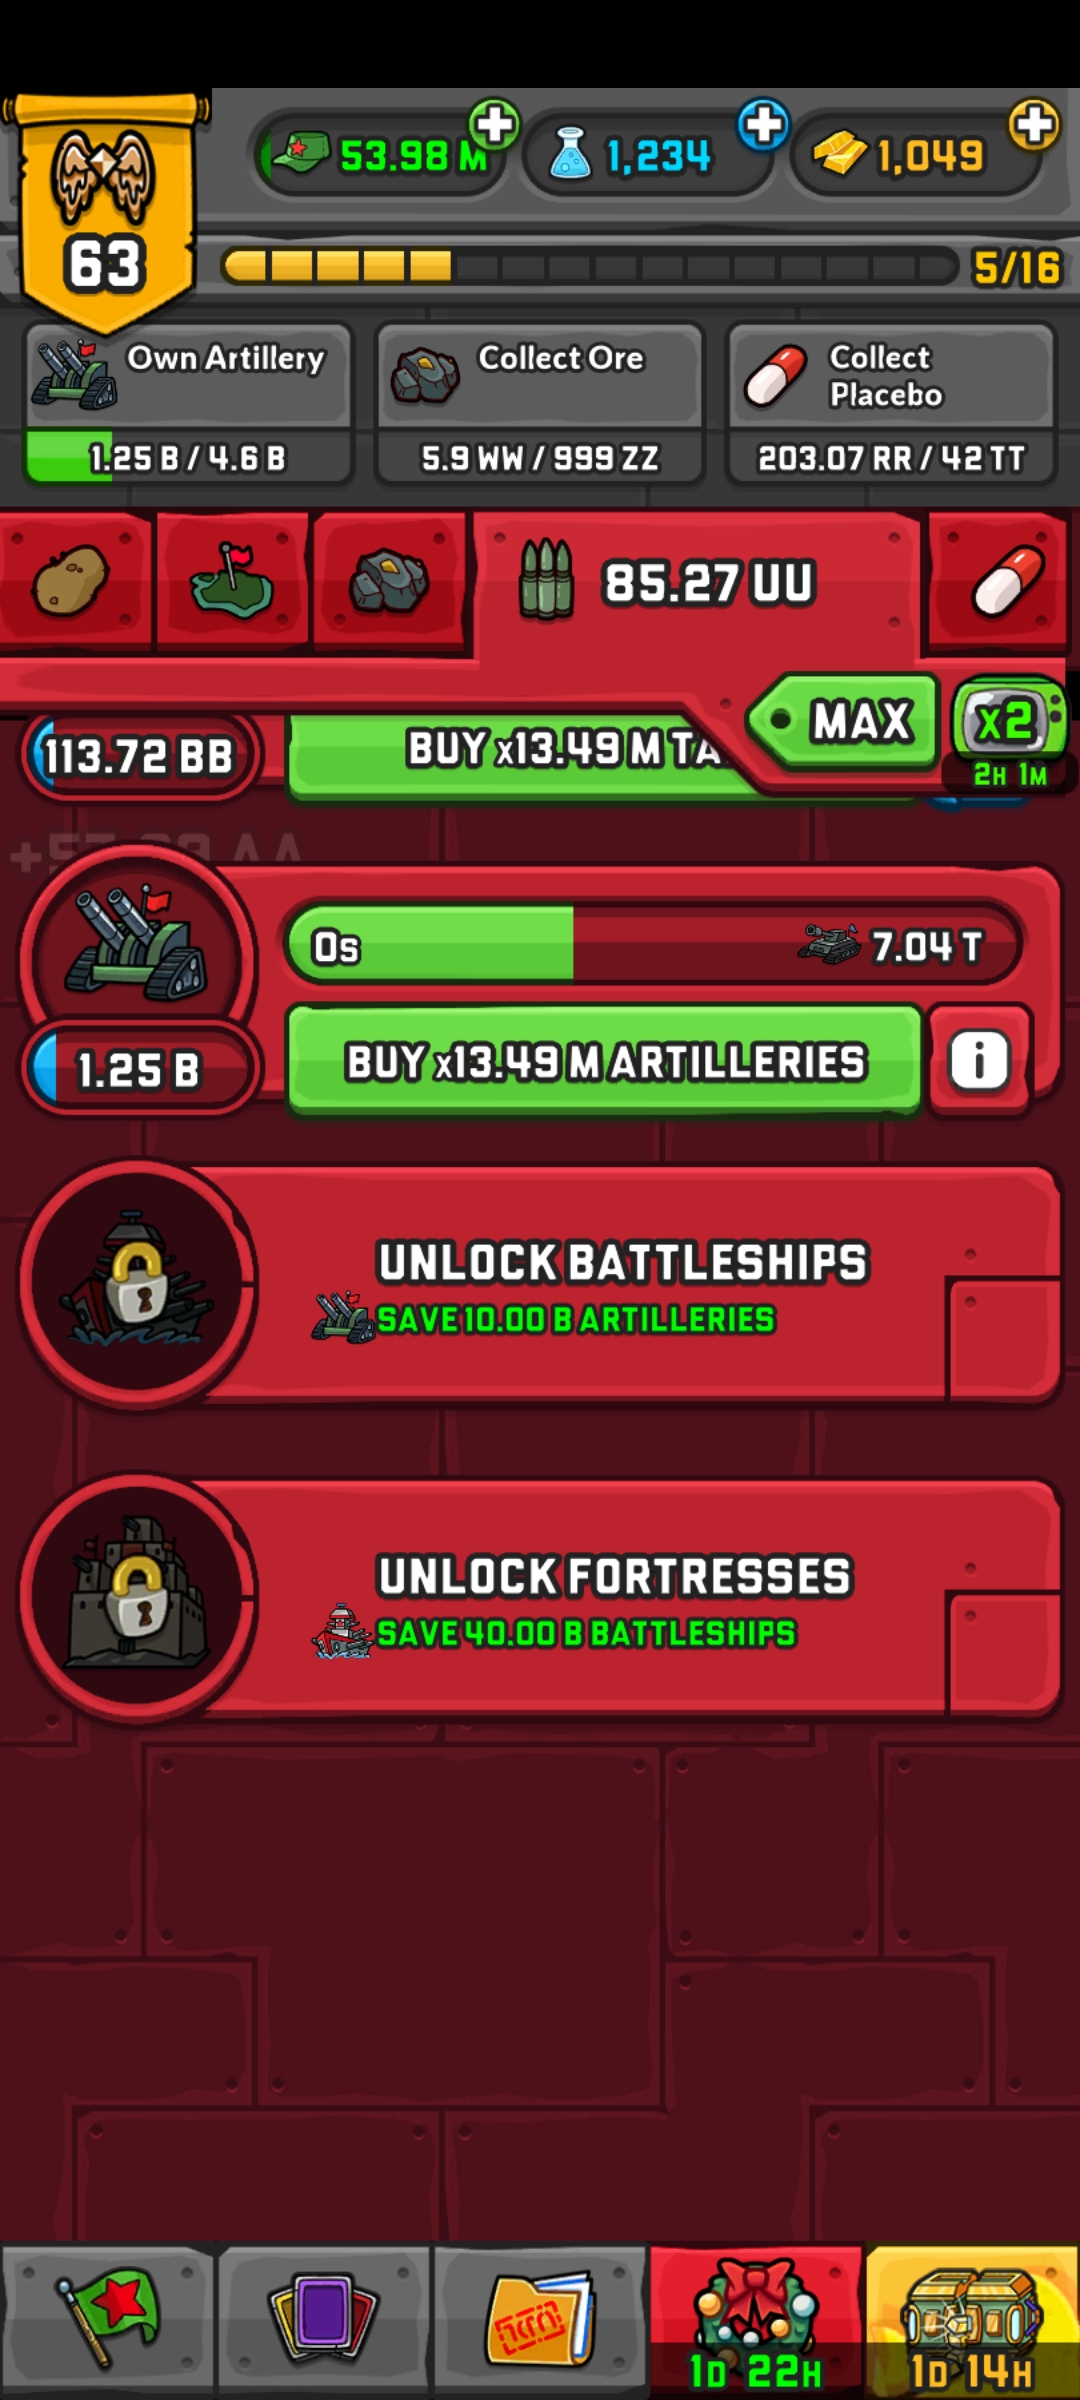 53.98 M
1,234
1,049
63
5/16
Own Artillery
1.25 B / 4.6 B
Collect Ore
5.9 WW / 999 ZZ
Collect
Placebo
203.07 RR / 42 TT
85.27 UU
MAX
x2
2H 1M
113.72 BB
BUY x13.49 M TA
0s
7.04 T
1.25 B
BUY x13.49 M ARTILLERIES
i
UNLOCK BATTLESHIPS
SAVE 10.00 B ARTILLERIES
UNLOCK FORTRESSES
SAVE 40.00 B BATTLESHIPS
1D 22H
1D 14H